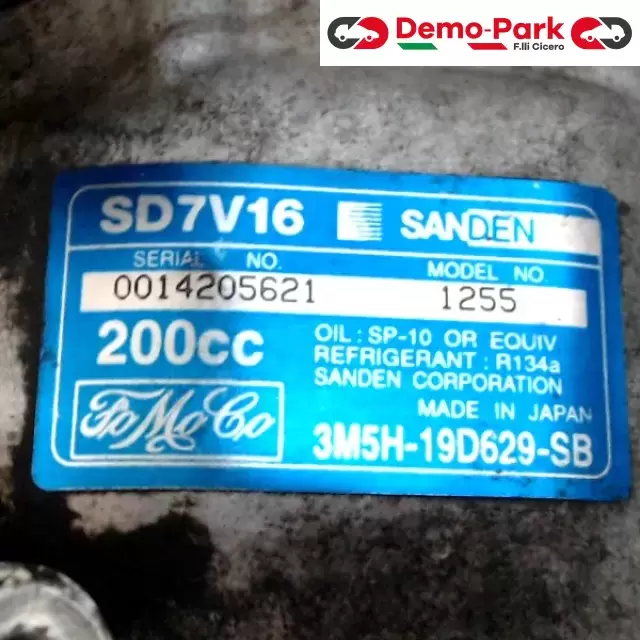 Demo-Park
F.lli Cicero
SD7V16 SANDEN
SERIAL NO. MODEL NO.
0014205621 1255
200cc
OIL: SP-10 OR EQUIV
REFRIGERANT: R134a
SANDEN CORPORATION
MADE IN JAPAN
FoMoCo
3M5H-19D629-SB